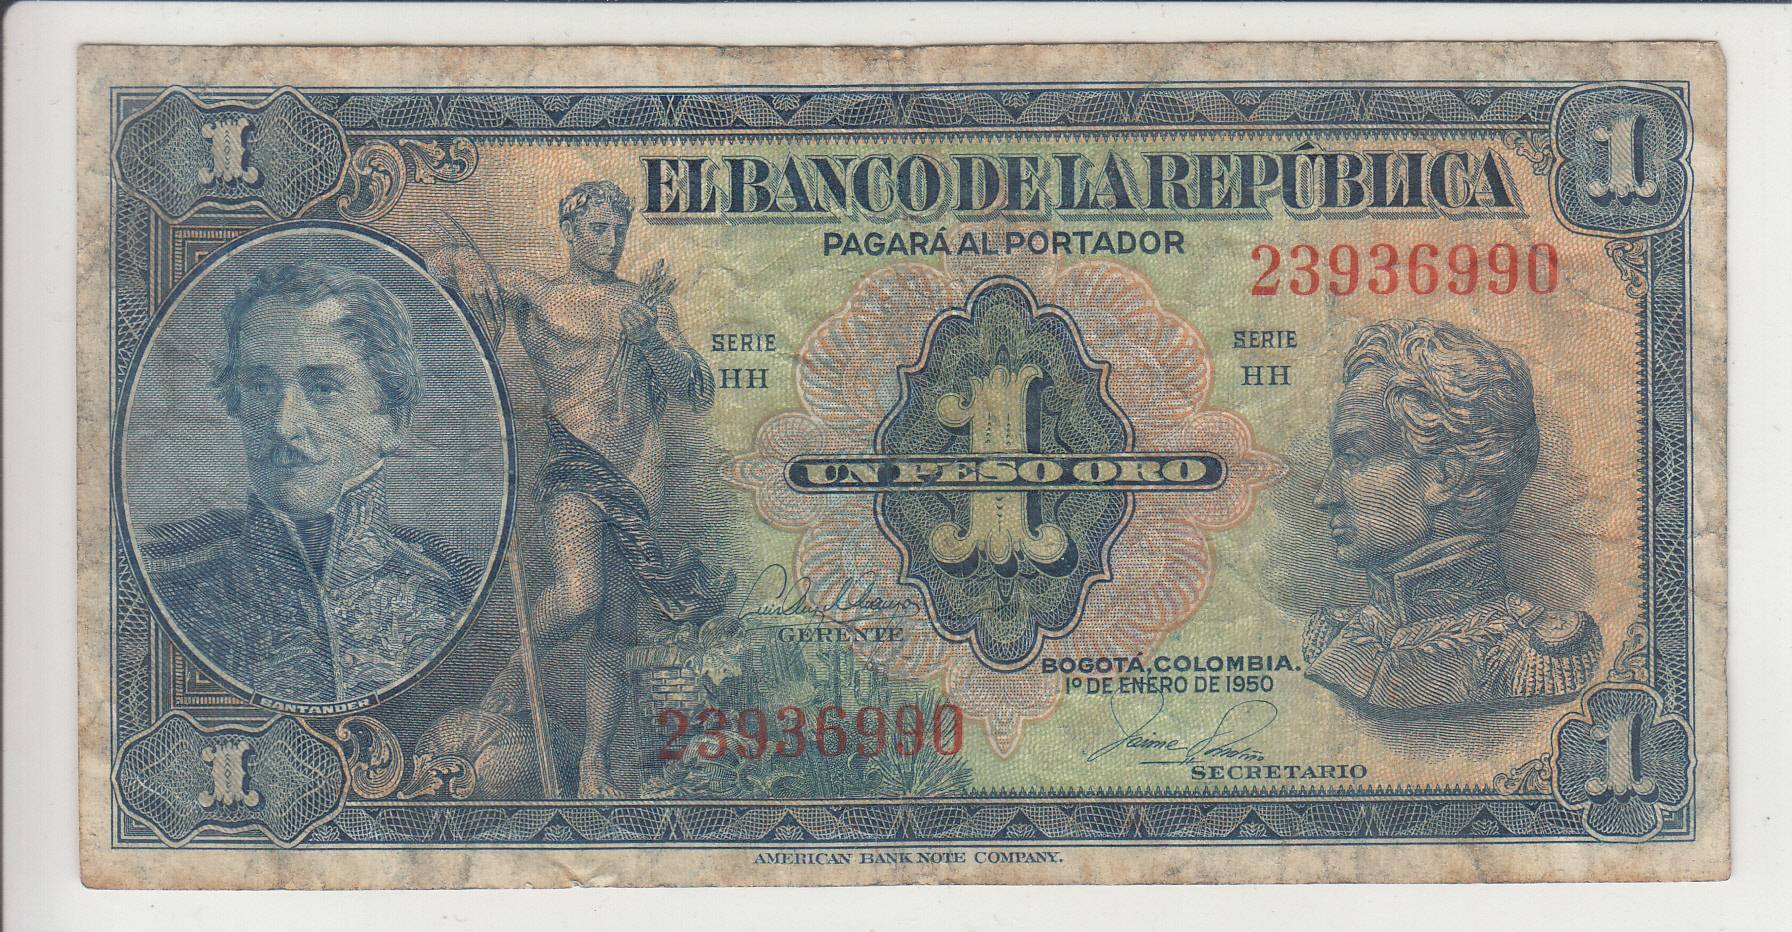 1
1
EL BANCO DE LA REPÚBLICA
PAGARÁ AL PORTADOR
23936990
SERIE
HH
SERIE
HH
1
UN PESO ORO
GERENTE
BOGOTÁ, COLOMBIA.
1º DE ENERO DE 1950
SANTANDER
23936990
Jaime
SECRETARIO
1
1
AMERICAN BANK NOTE COMPANY.